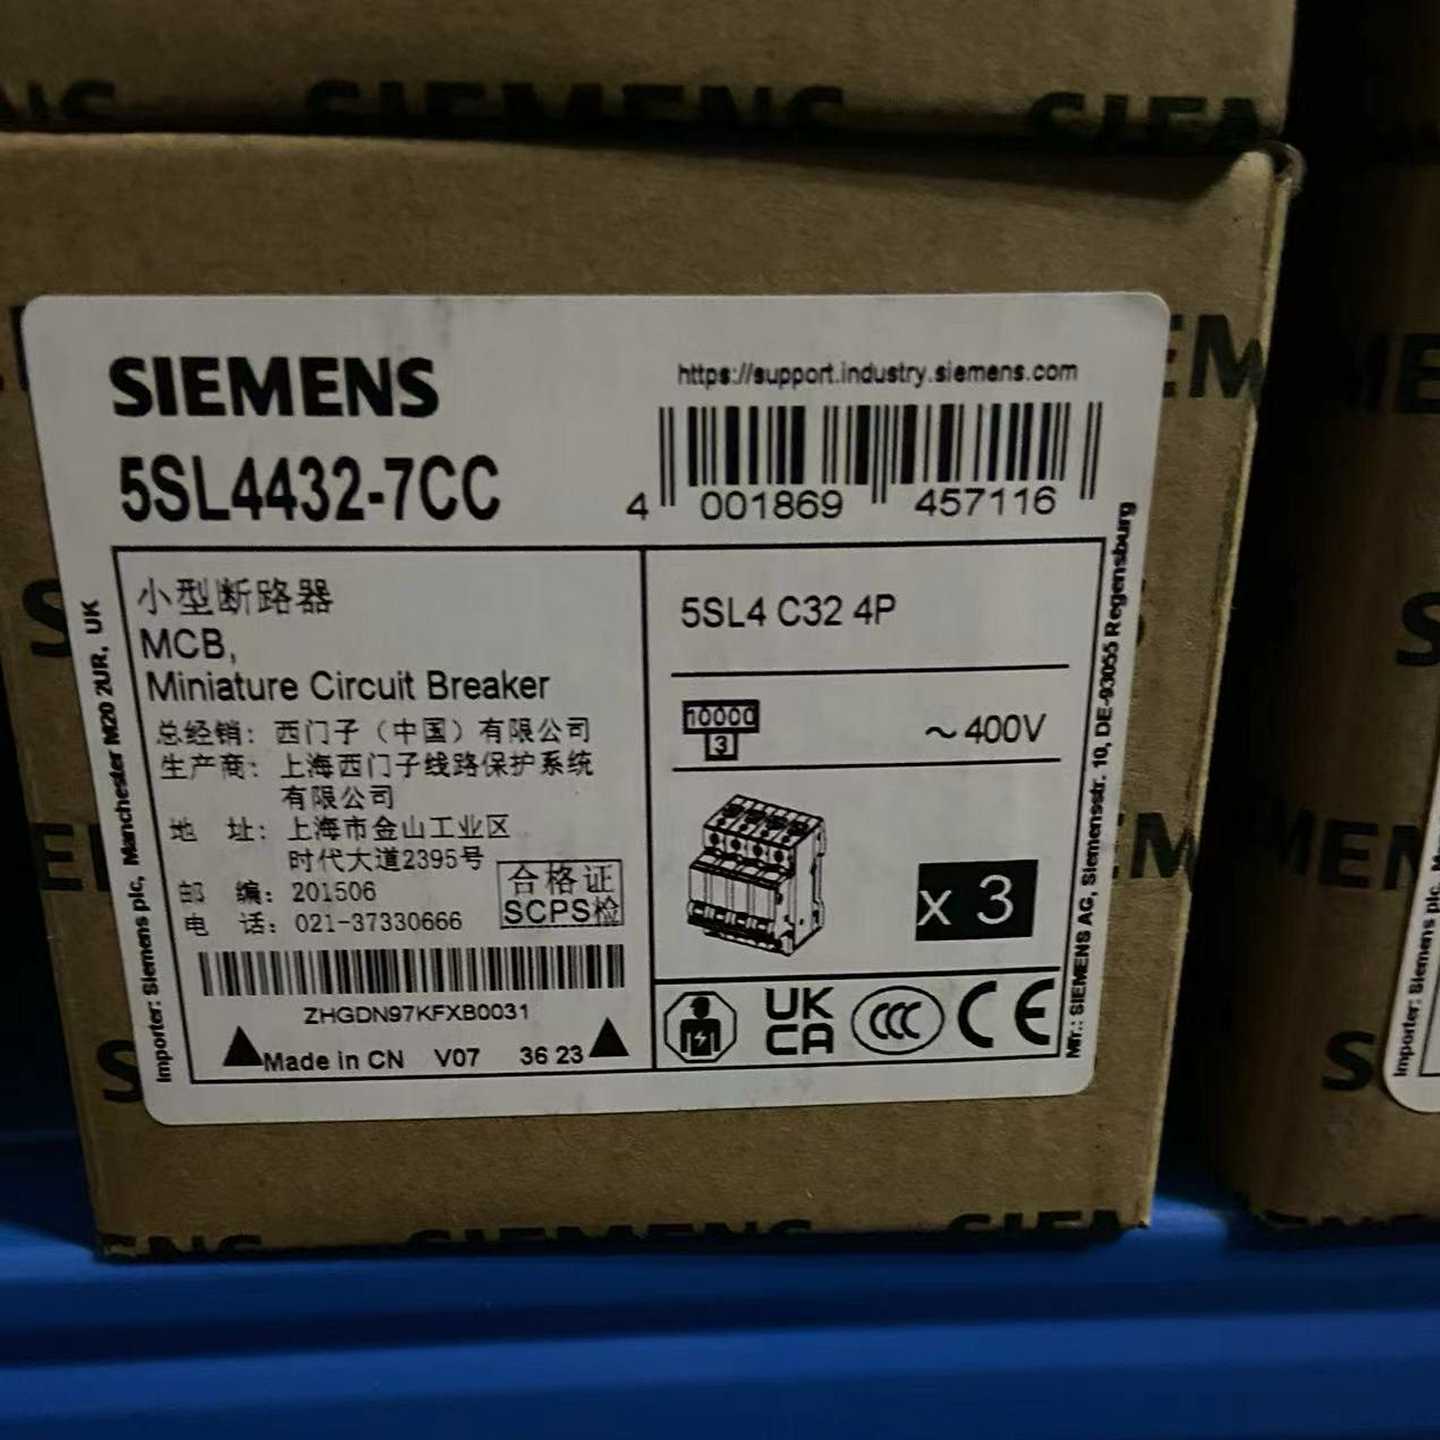 SIEMENS
SIEMENS
https://support.industry.siemens.com
5SL4432-7CC
4 001869 457116
小型断路器
MCB,
Miniature Circuit Breaker
总经销: 西门子（中国）有限公司
生产商: 上海西门子线路保护系统
有限公司
地 址: 上海市金山工业区
时代大道2395号
邮 编: 201506
电 话: 021-37330666
合格证
SCPS检
ZHGDN97KFXB0031
Made in CN V07 36 23
5SL4 C32 4P
10000
3
~400V
x 3
UK
CA
CCC
CE
Importer: Siemens plc, Manchester M20 2UR, UK
Mfr.: SIEMENS AG, Siemensstr. 10, DE-93055 Regensburg